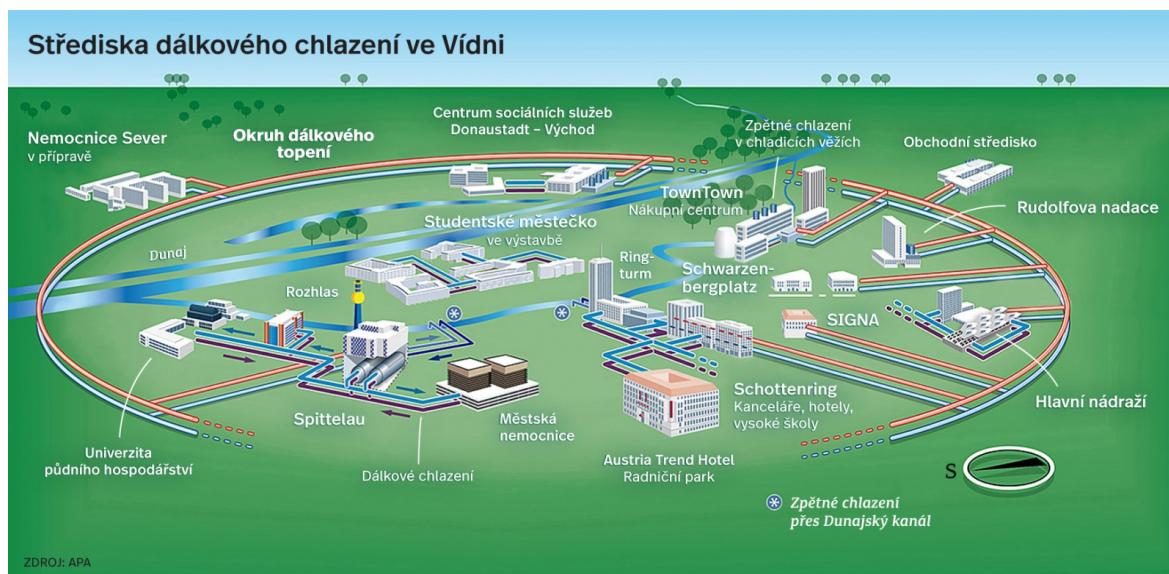 Střediska dálkového chlazení ve Vídni
Nemocnice Sever
v přípravě
Okruh dálkového
topení
Centrum sociálních služeb
Donaustadt – Východ
Zpětné chlazení
v chladicích věžích
Obchodní středisko
TownTown
Nákupní centrum
Rudolfova nadace
Studentské městečko
ve výstavbě
Dunaj
Rozhlas
Ring-
turm
Schwarzen-
bergplatz
SIGNA
Spittelau
Městská
nemocnice
Schottenring
Kanceláře, hotely,
vysoké školy
Hlavní nádraží
Univerzita
půdního hospodářství
Dálkové chlazení
Austria Trend Hotel
Radniční park
S
Zpětné chlazení
přes Dunajský kanál
ZDROJ: APA